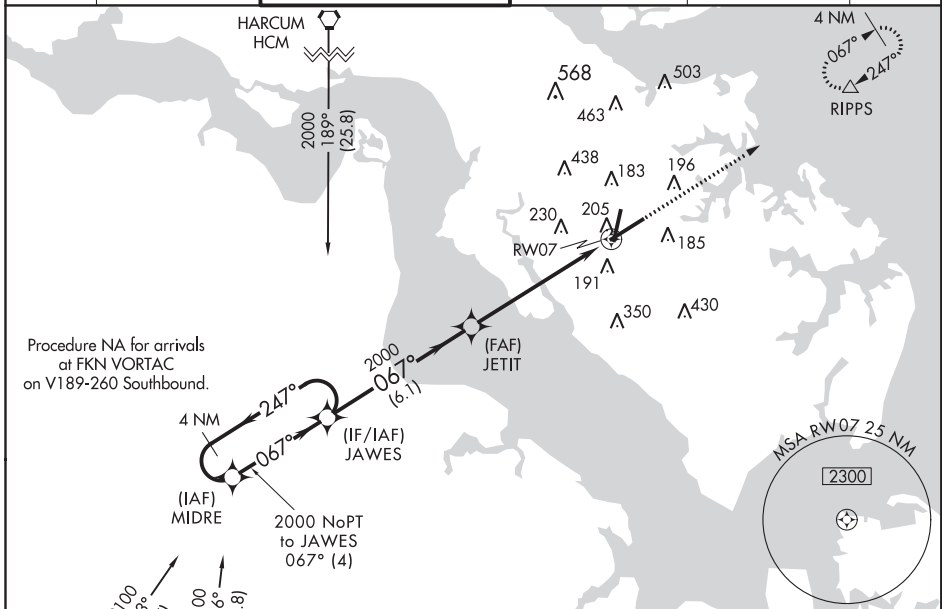 HARCUM
HCM
2000
189°
(25.8)
4 NM
067°
247°
RIPPS
568
503
463
438
183
196
230
205
RW07
185
191
350
430
Procedure NA for arrivals
at FKN VORTAC
on V189-260 Southbound.
(FAF)
JETIT
2000
067°
(6.1)
247°
4 NM
067°
(IF/IAF)
JAWES
(IAF)
MIDRE
2000 NoPT
to JAWES
067° (4)
MSA RW07 25 NM
2300